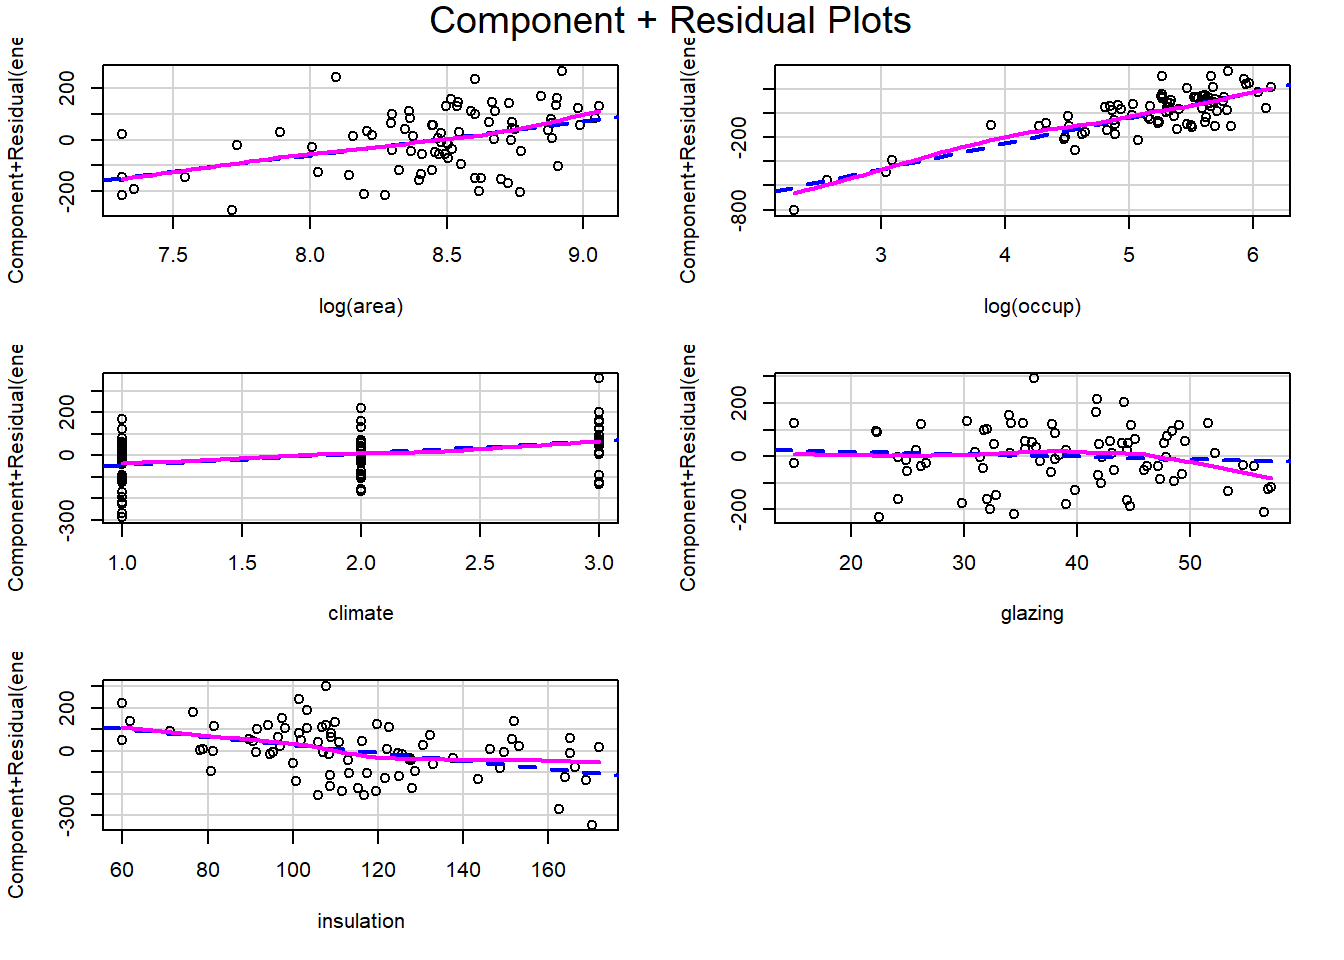 Component + Residual Plots
Component+Residual(ene
200
0
-200
7.5 8.0 8.5 9.0
log(area)
Component+Residual(ene
-200
-800
3 4 5 6
log(occup)
Component+Residual(ene
200
0
-300
1.0 1.5 2.0 2.5 3.0
climate
Component+Residual(ene
200
0
-200
20 30 40 50
glazing
Component+Residual(ene
200
0
-300
60 80 100 120 140 160
insulation